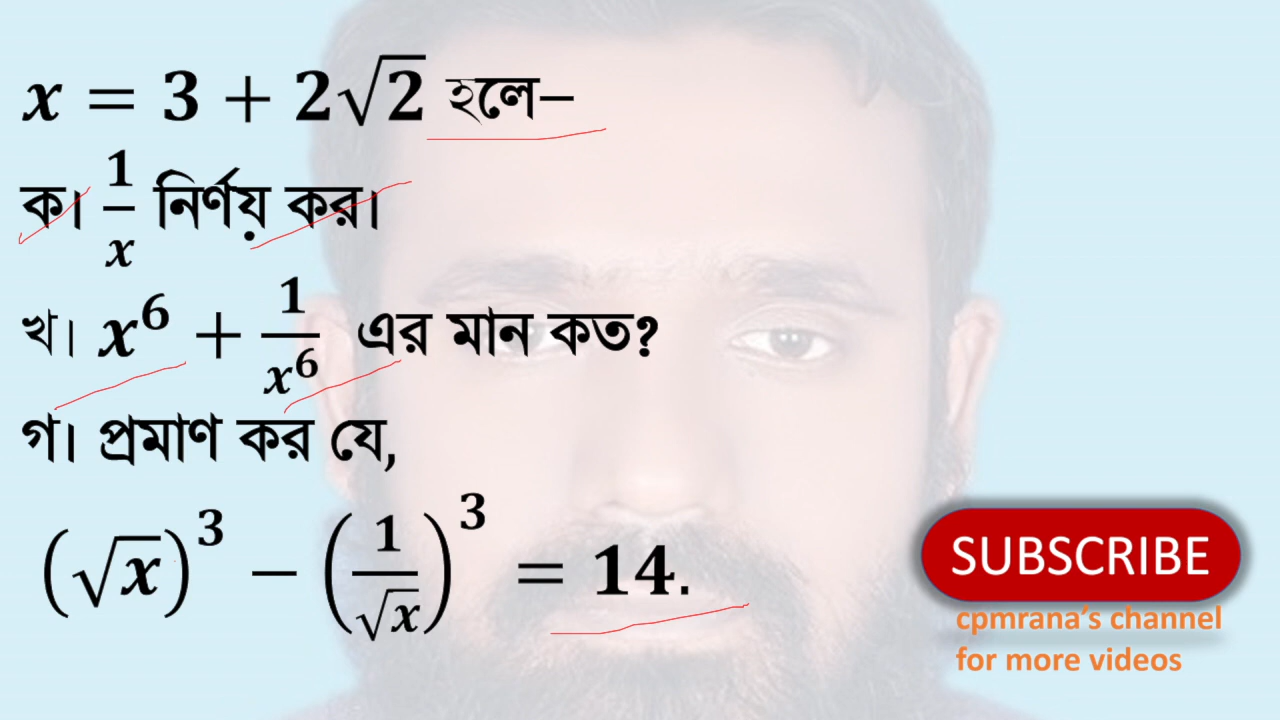 x = 3 + 2√2 হলে–
ক। 1/x নির্ণয় কর।
খ। x⁶ + 1/x⁶ এর মান কত?
গ। প্রমাণ কর যে,
(√x)³ − (1/√x)³ = 14.
SUBSCRIBE
cpmrana's channel
for more videos